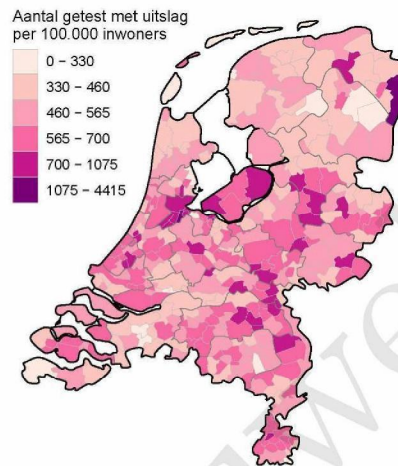 Aantal getest met uitslag
per 100.000 inwoners
0 – 330
330 – 460
460 – 565
565 – 700
700 – 1075
1075 – 4415